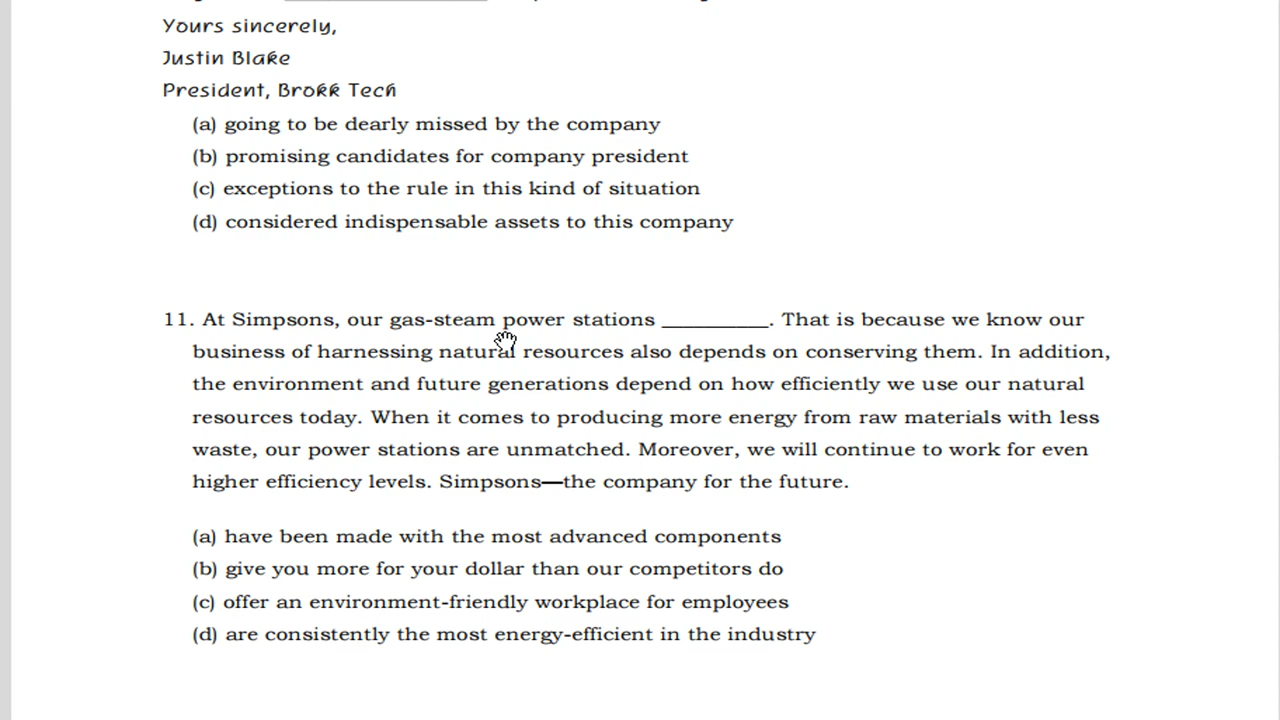 Yours sincerely,
Justin Blake
President, Brokk Tech
(a) going to be dearly missed by the company
(b) promising candidates for company president
(c) exceptions to the rule in this kind of situation
(d) considered indispensable assets to this company
11. At Simpsons, our gas-steam power stations __________. That is because we know our
business of harnessing natural resources also depends on conserving them. In addition,
the environment and future generations depend on how efficiently we use our natural
resources today. When it comes to producing more energy from raw materials with less
waste, our power stations are unmatched. Moreover, we will continue to work for even
higher efficiency levels. Simpsons—the company for the future.
(a) have been made with the most advanced components
(b) give you more for your dollar than our competitors do
(c) offer an environment-friendly workplace for employees
(d) are consistently the most energy-efficient in the industry